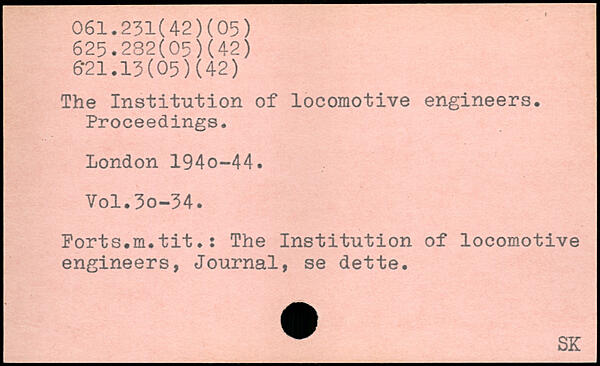 061.231(42)(05)
625.282(05)(42)
621.13(05)(42)
The Institution of locomotive engineers.
Proceedings.
London 194o-44.
Vol.3o-34.
Forts.m.tit.: The Institution of locomotive
engineers, Journal, se dette.
SK